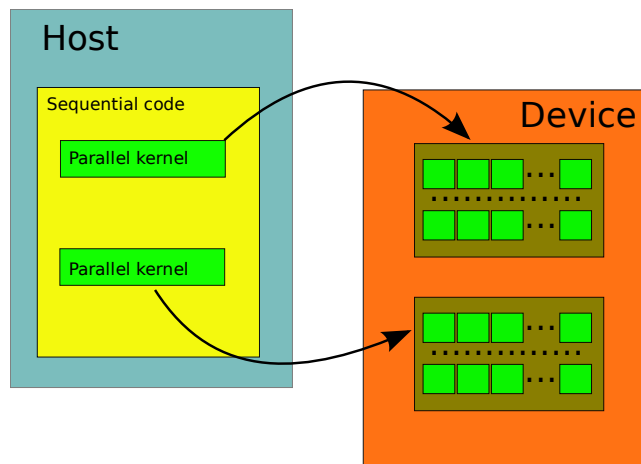 Host
Sequential code
Parallel kernel
Parallel kernel
Device